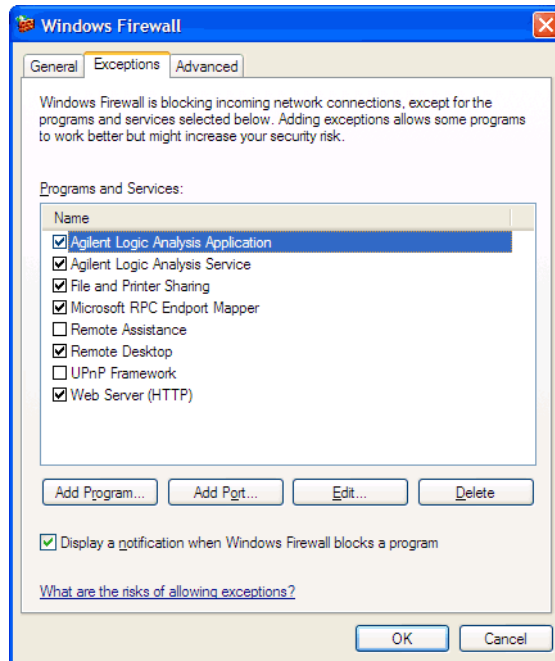 Windows Firewall
General Exceptions Advanced
Windows Firewall is blocking incoming network connections, except for the
programs and services selected below. Adding exceptions allows some programs
to work better but might increase your security risk.
Programs and Services:
Name
Agilent Logic Analysis Application
Agilent Logic Analysis Service
File and Printer Sharing
Microsoft RPC Endport Mapper
Remote Assistance
Remote Desktop
UPnP Framework
Web Server (HTTP)
Add Program... Add Port... Edit... Delete
Display a notification when Windows Firewall blocks a program
What are the risks of allowing exceptions?
OK Cancel